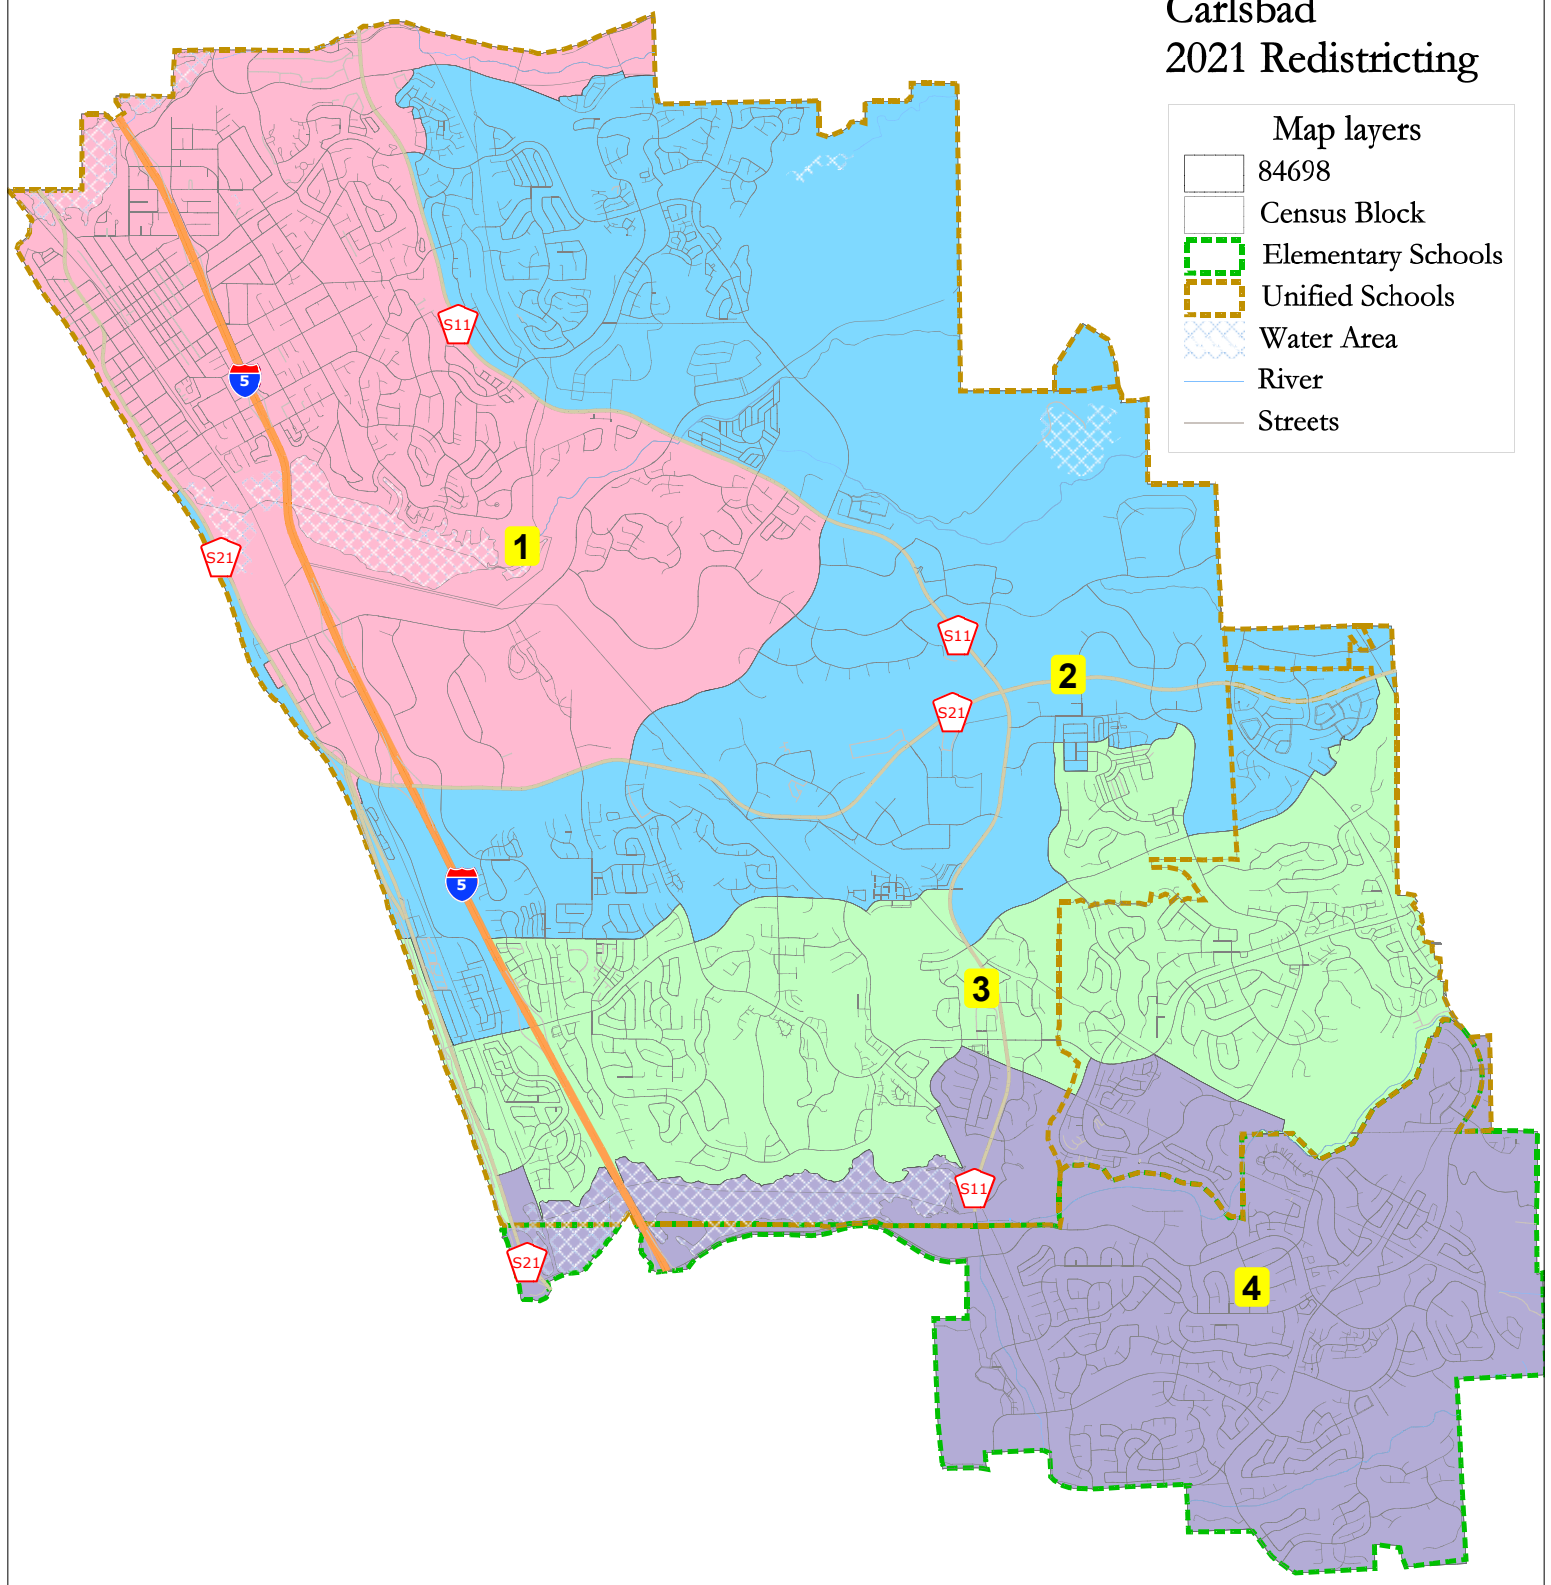 Carlsbad
2021 Redistricting
Map layers
84698
Census Block
Elementary Schools
Unified Schools
Water Area
River
Streets
S11
5
1
S21
S11
2
S21
5
3
S11
S21
4